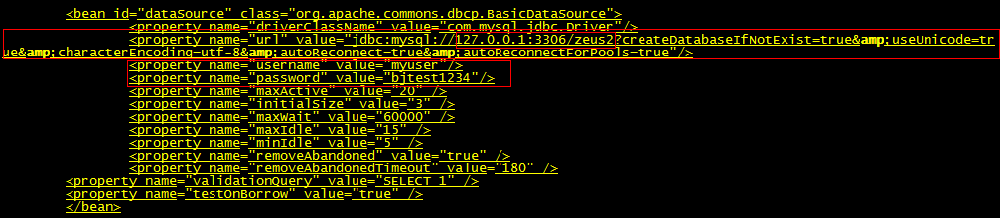 <bean id="dataSource" class="org.apache.commons.dbcp.BasicDataSource">
<property name="driverClassName" value="com.mysql.jdbc.Driver"/>
<property name="url" value="jdbc:mysql://127.0.0.1:3306/zeus2?createDatabaseIfNotExist=true&amp;useUnicode=tr
ue&amp;characterEncoding=utf-8&amp;autoReconnect=true&amp;autoReconnectForPools=true"/>
<property name="username" value="myuser"/>
<property name="password" value="bjtest1234"/>
<property name="maxActive" value="20" />
<property name="initialSize" value="3" />
<property name="maxWait" value="60000" />
<property name="maxIdle" value="15" />
<property name="minIdle" value="5" />
<property name="removeAbandoned" value="true" />
<property name="removeAbandonedTimeout" value="180" />
<property name="validationQuery" value="SELECT 1" />
<property name="testOnBorrow" value="true" />
</bean>